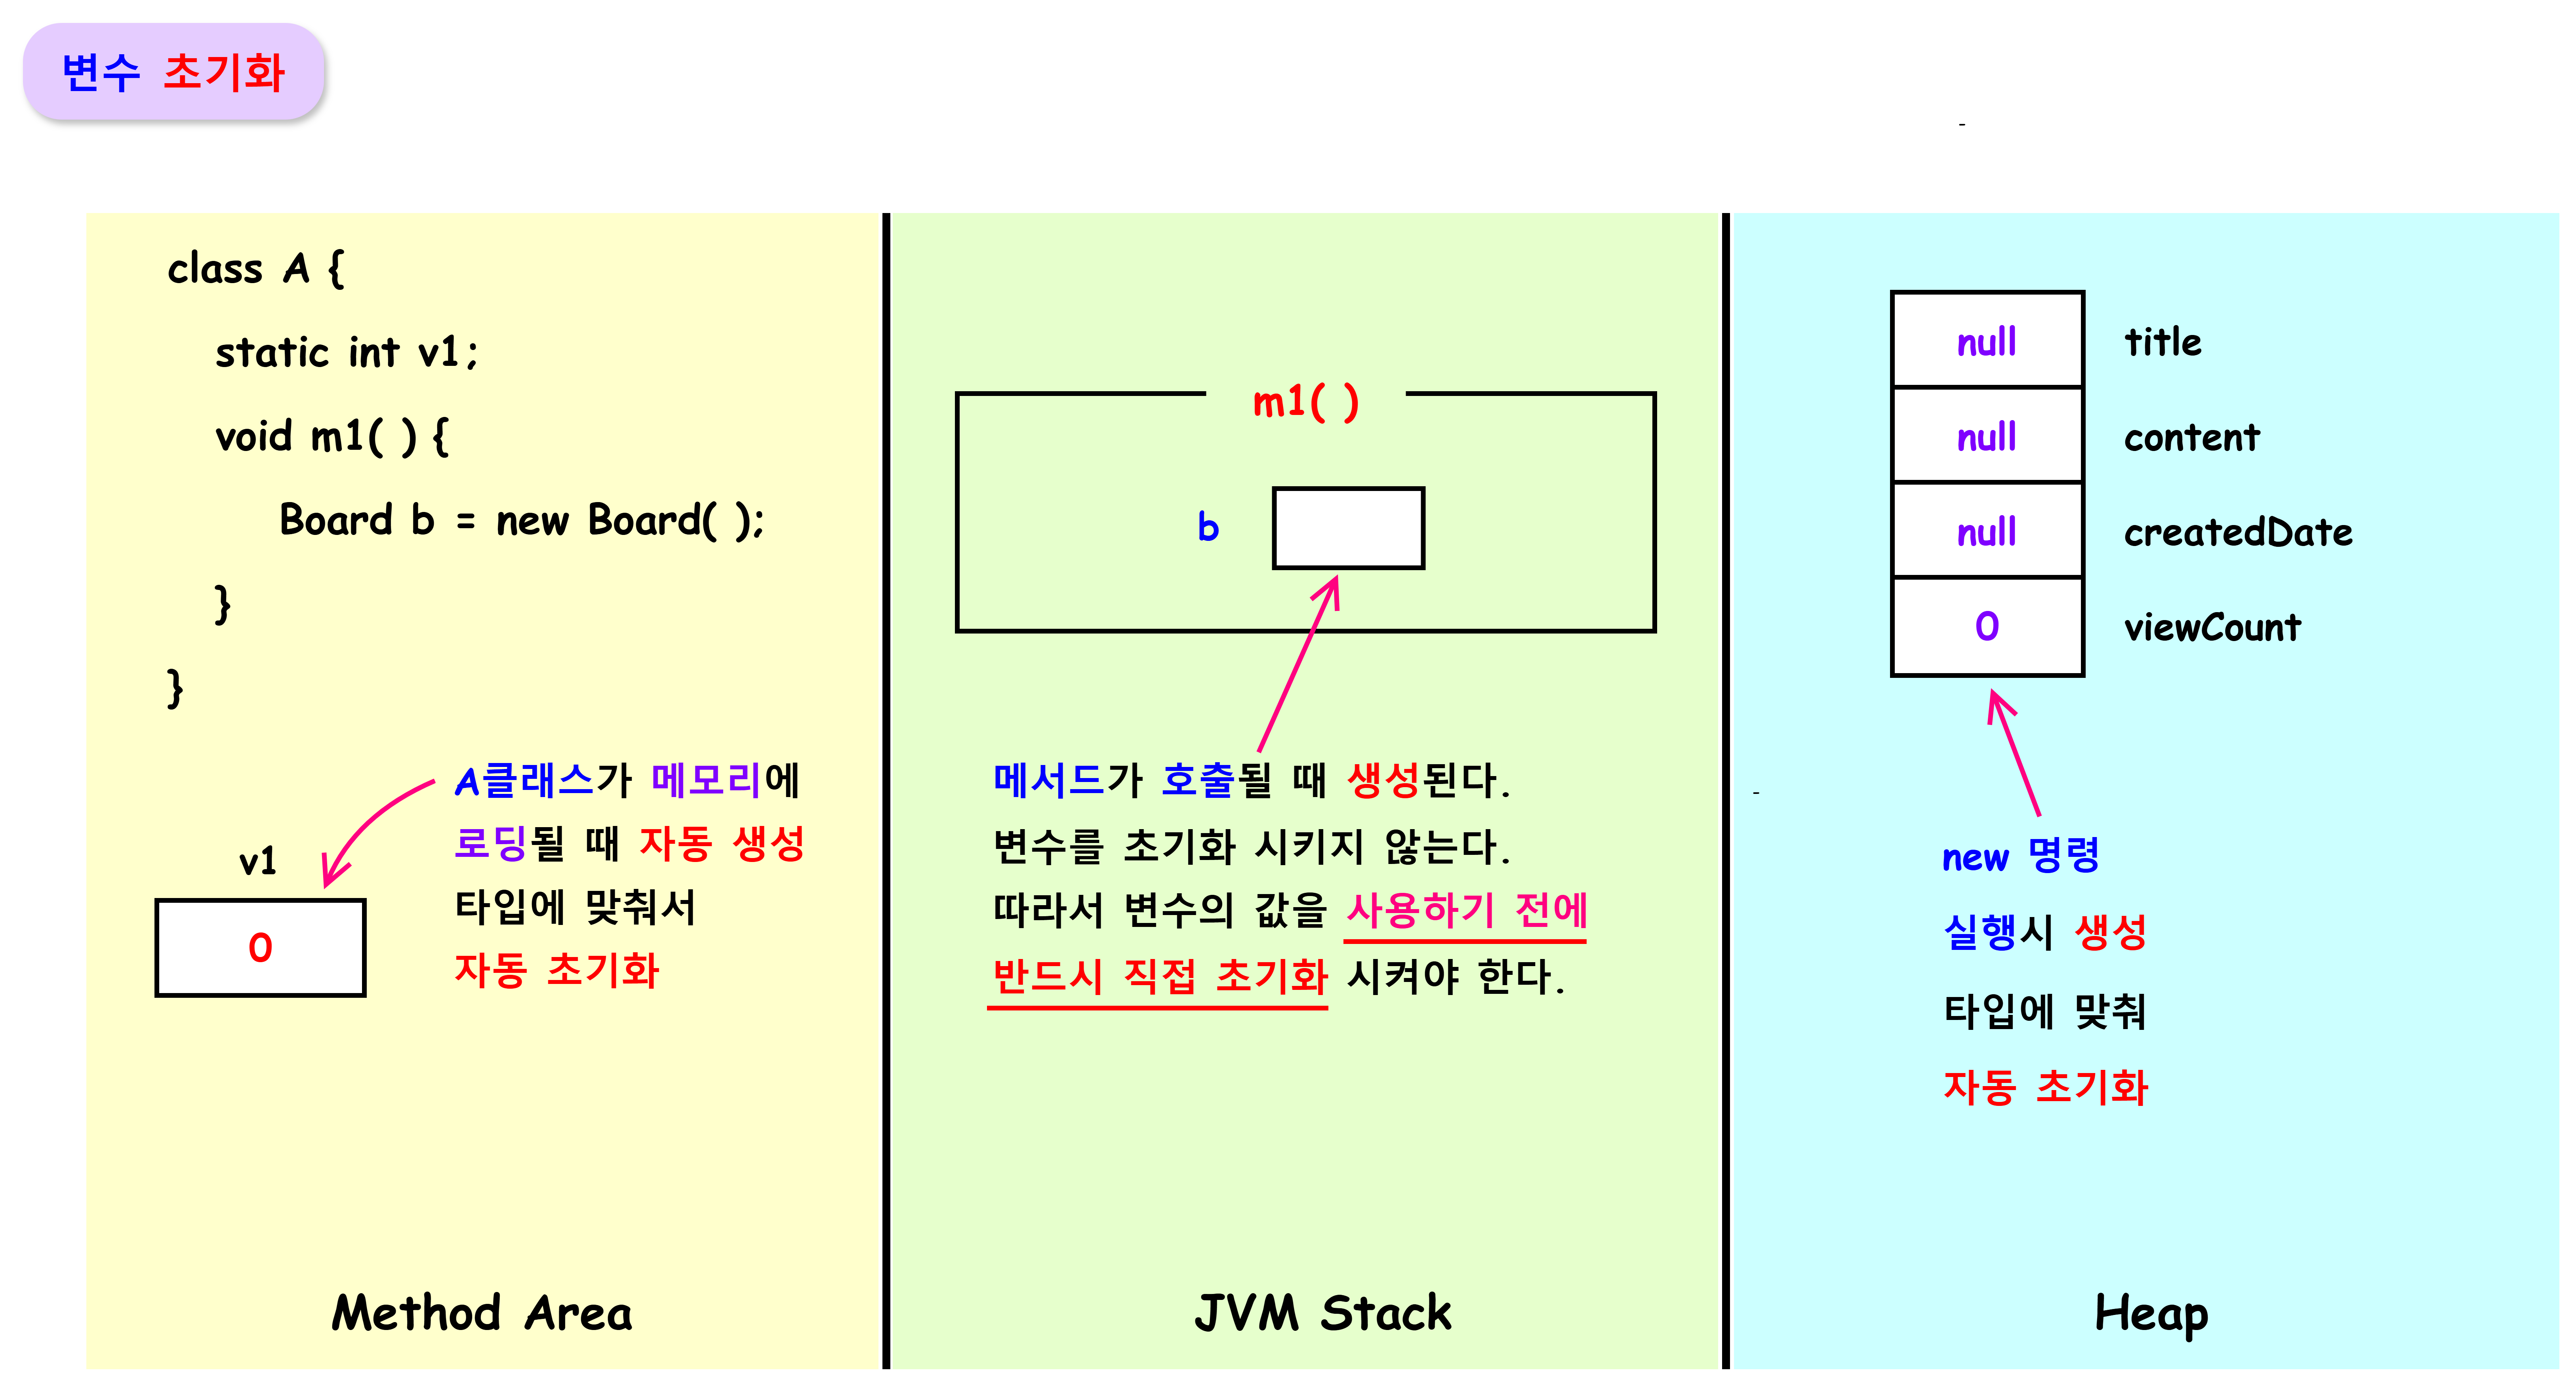 변수 초기화
class A {
static int v1;
void m1( ) {
Board b = new Board( );
}
}
A클래스가 메모리에
로딩될 때 자동 생성
타입에 맞춰서
자동 초기화
v1
0
Method Area
m1( )
b
메서드가 호출될 때 생성된다.
변수를 초기화 시키지 않는다.
따라서 변수의 값을 사용하기 전에
반드시 직접 초기화 시켜야 한다.
JVM Stack
-
-
null title
null content
null createdDate
0 viewCount
new 명령
실행시 생성
타입에 맞춰
자동 초기화
Heap